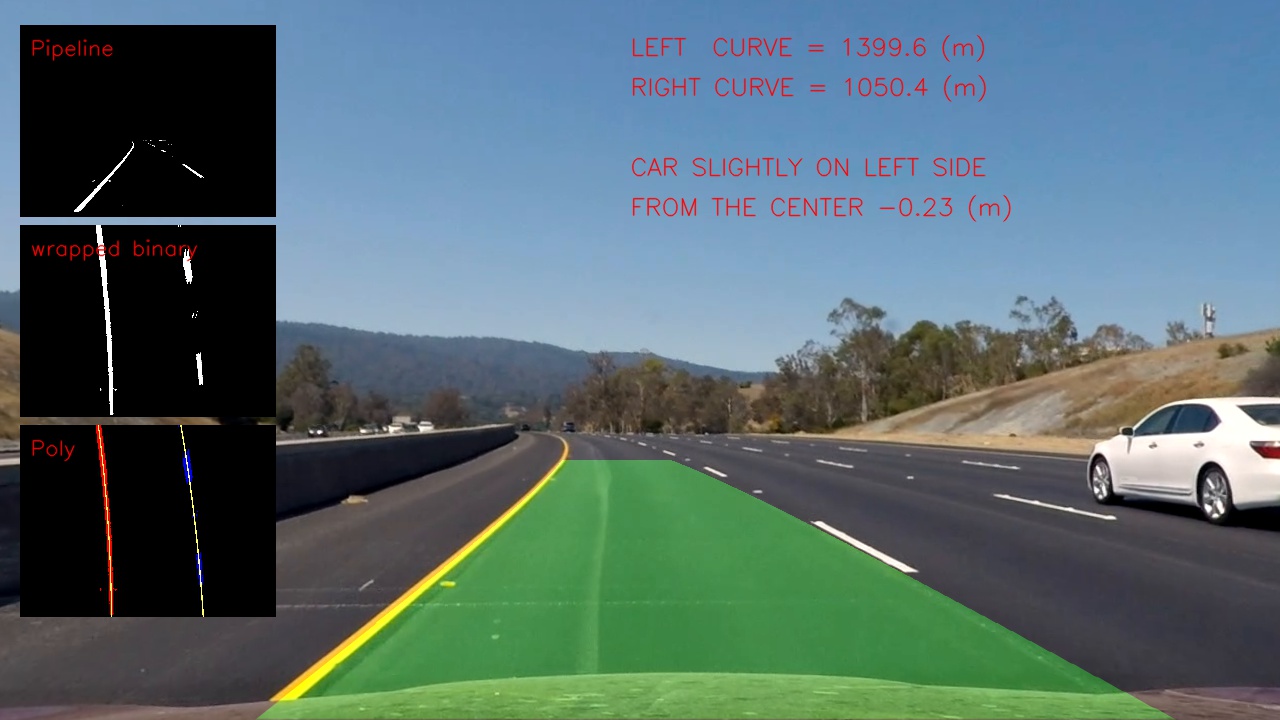 Pipeline
wrapped binary
Poly
LEFT CURVE = 1399.6 (m)
RIGHT CURVE = 1050.4 (m)
CAR SLIGHTLY ON LEFT SIDE
FROM THE CENTER -0.23 (m)